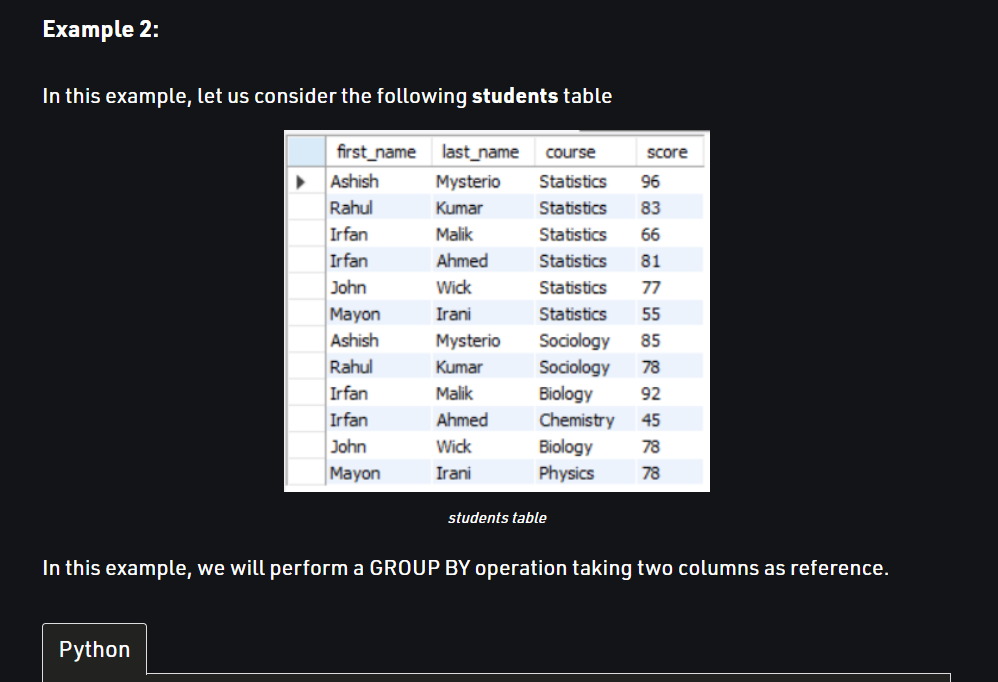 Example 2:
In this example, let us consider the following students table
first_name last_name course score
Ashish Mysterio Statistics 96
Rahul Kumar Statistics 83
Irfan Malik Statistics 66
Irfan Ahmed Statistics 81
John Wick Statistics 77
Mayon Irani Statistics 55
Ashish Mysterio Sociology 85
Rahul Kumar Sociology 78
Irfan Malik Biology 92
Irfan Ahmed Chemistry 45
John Wick Biology 78
Mayon Irani Physics 78
students table
In this example, we will perform a GROUP BY operation taking two columns as reference.
Python